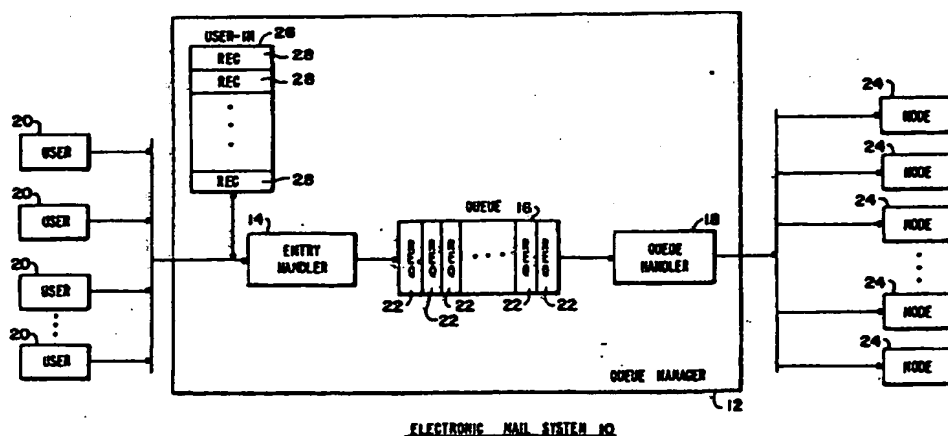 USER-IN
26
REC
28
REC
28
REC
28
20
USER
20
USER
20
USER
20
USER
14
ENTRY
HANDLER
QUEUE
16
22
22
22
22
22
18
QUEUE
HANDLER
24
NODE
24
NODE
24
NODE
24
NODE
24
NODE
QUEUE MANAGER
12
ELECTRONIC MAIL SYSTEM 10